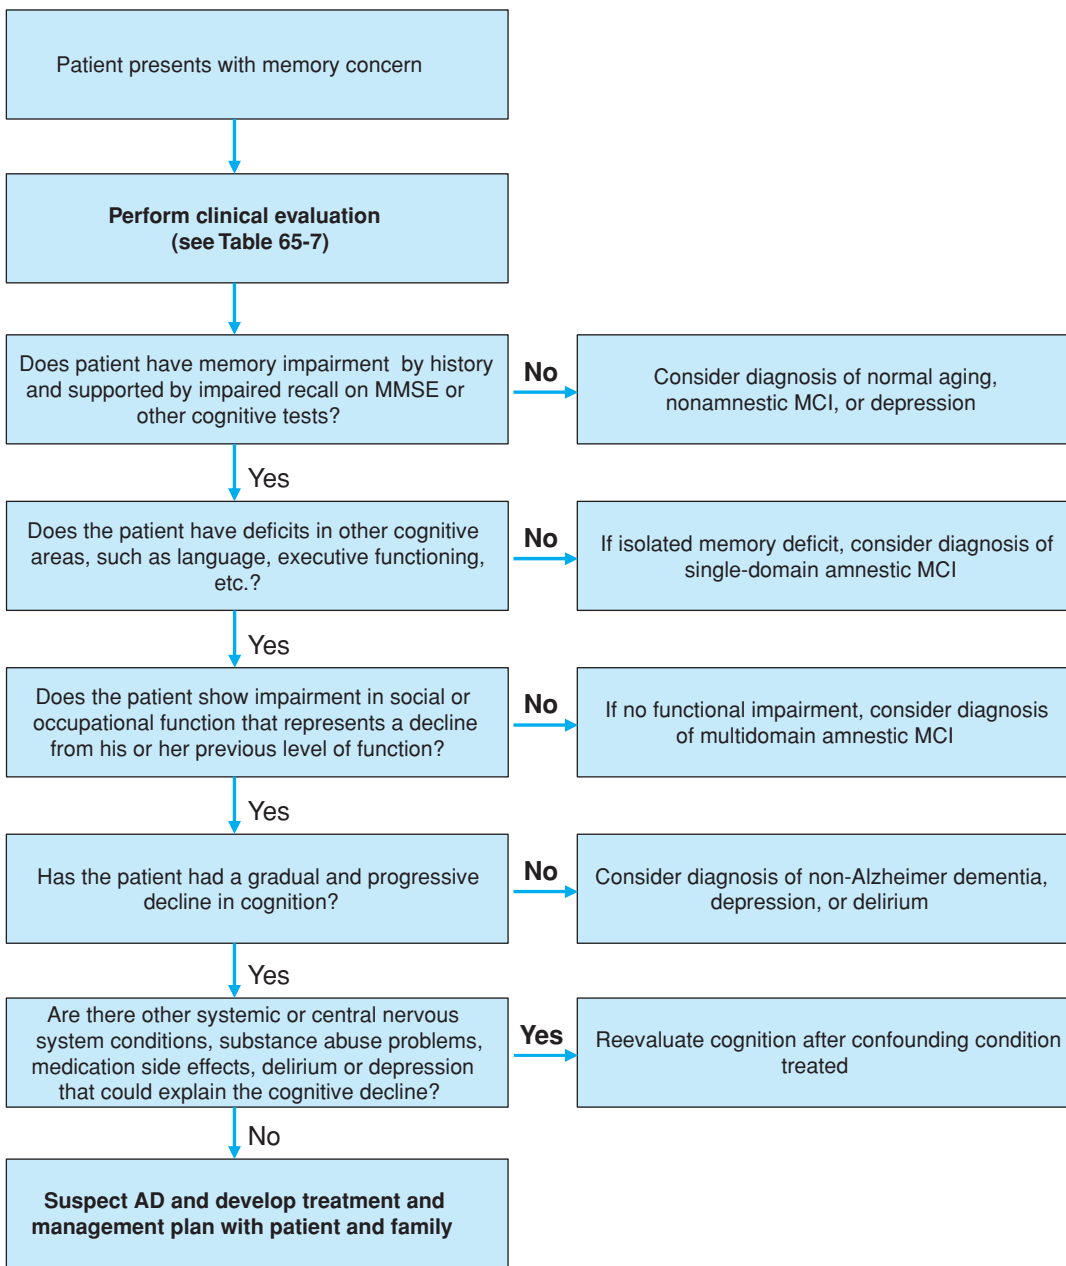 Patient presents with memory concern
Perform clinical evaluation
(see Table 65-7)
Does patient have memory impairment by history
and supported by impaired recall on MMSE or
other cognitive tests?
No
Consider diagnosis of normal aging,
nonamnestic MCI, or depression
Yes
Does the patient have deficits in other cognitive
areas, such as language, executive functioning,
etc.?
No
If isolated memory deficit, consider diagnosis of
single-domain amnestic MCI
Yes
Does the patient show impairment in social or
occupational function that represents a decline
from his or her previous level of function?
No
If no functional impairment, consider diagnosis
of multidomain amnestic MCI
Yes
Has the patient had a gradual and progressive
decline in cognition?
No
Consider diagnosis of non-Alzheimer dementia,
depression, or delirium
Yes
Are there other systemic or central nervous
system conditions, substance abuse problems,
medication side effects, delirium or depression
that could explain the cognitive decline?
Yes
Reevaluate cognition after confounding condition
treated
No
Suspect AD and develop treatment and
management plan with patient and family